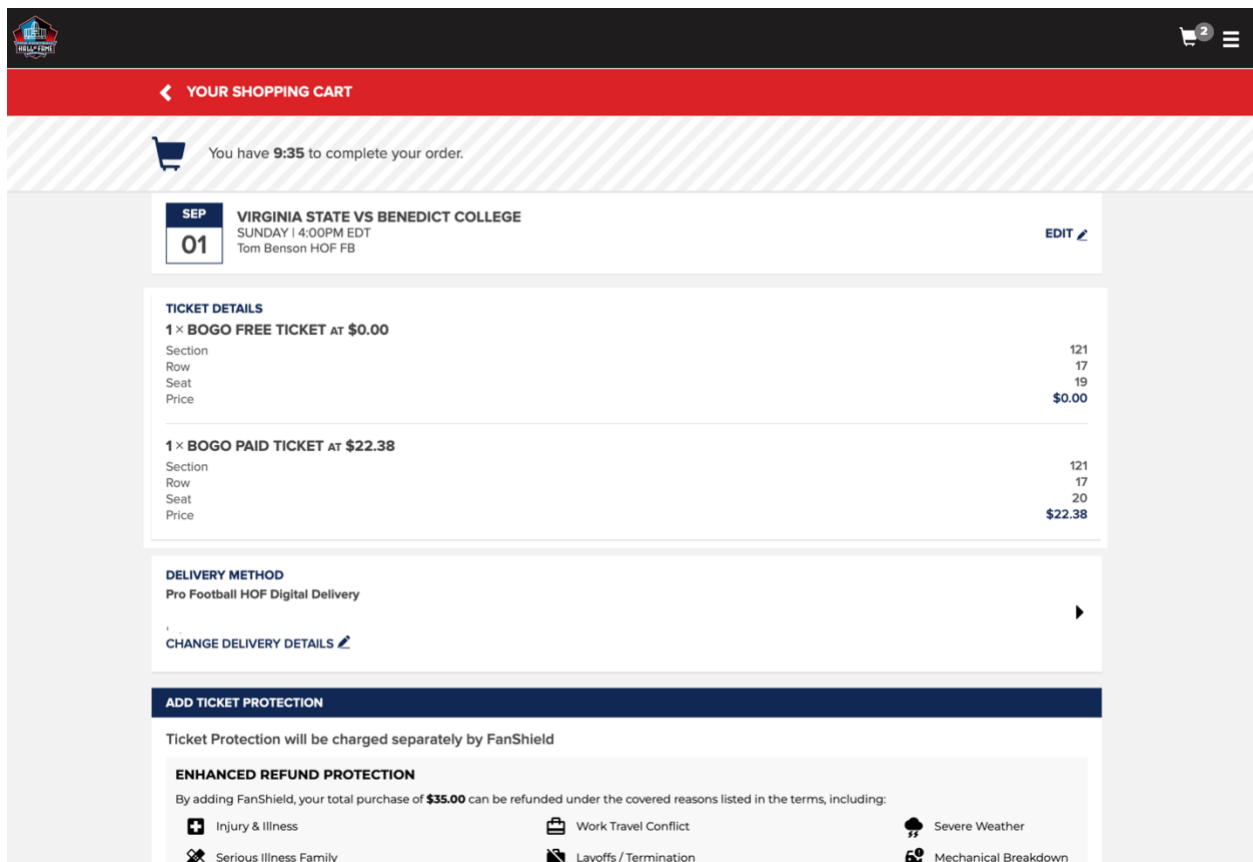 HALL OF FAME
2
YOUR SHOPPING CART
You have 9:35 to complete your order.
SEP
01
VIRGINIA STATE VS BENEDICT COLLEGE
SUNDAY | 4:00PM EDT
Tom Benson HOF FB
EDIT
TICKET DETAILS
1 × BOGO FREE TICKET AT $0.00
Section 121
Row 17
Seat 19
Price $0.00
1 × BOGO PAID TICKET AT $22.38
Section 121
Row 17
Seat 20
Price $22.38
DELIVERY METHOD
Pro Football HOF Digital Delivery
CHANGE DELIVERY DETAILS
ADD TICKET PROTECTION
Ticket Protection will be charged separately by FanShield
ENHANCED REFUND PROTECTION
By adding FanShield, your total purchase of $35.00 can be refunded under the covered reasons listed in the terms, including:
Injury & Illness Work Travel Conflict Severe Weather
Serious Illness Family Layoffs / Termination Mechanical Breakdown